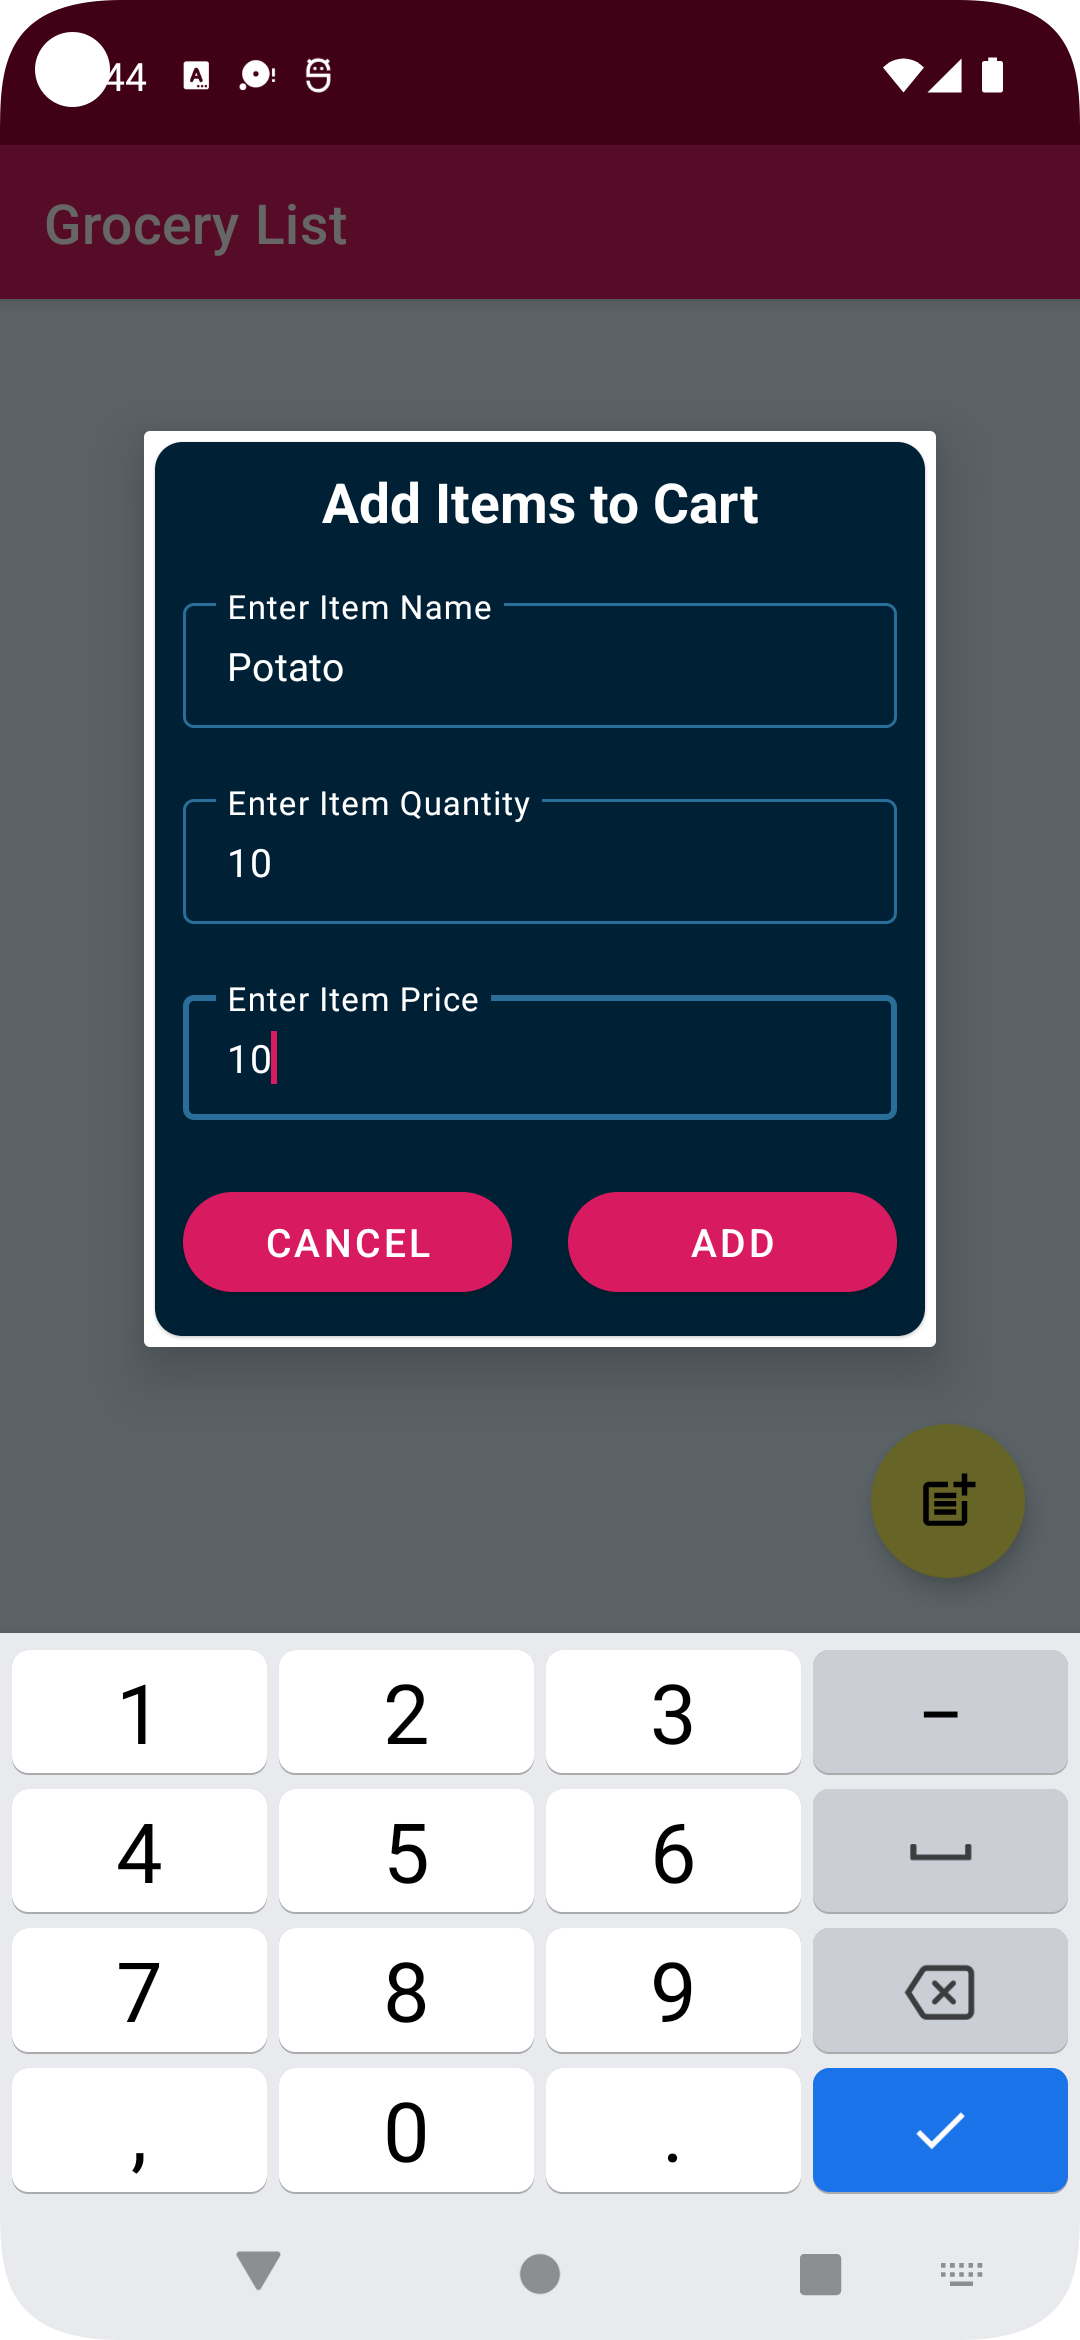 44
Grocery List
Add Items to Cart
Enter Item Name
Potato
Enter Item Quantity
10
Enter Item Price
10
CANCEL ADD
1 2 3 –
4 5 6
7 8 9
, 0 .